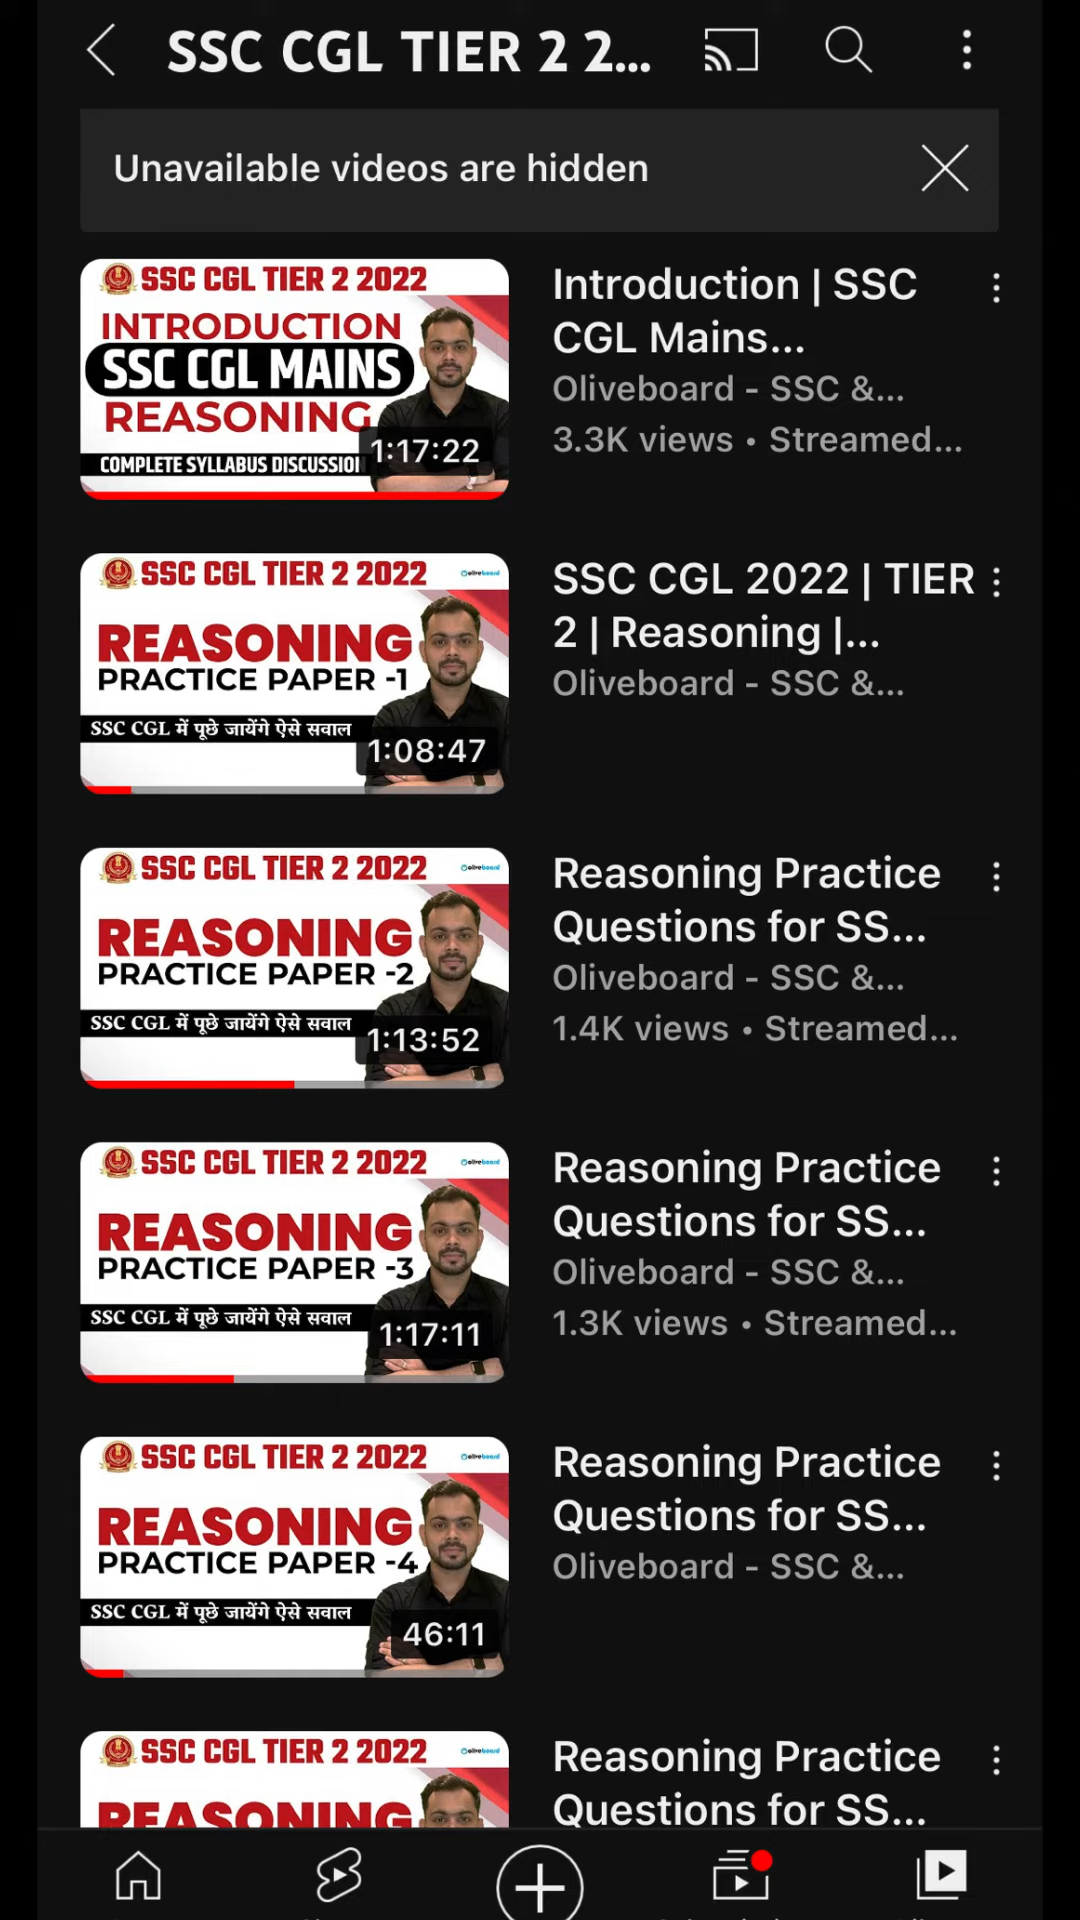 SSC CGL TIER 2 2...
Unavailable videos are hidden
SSC CGL TIER 2 2022
INTRODUCTION
SSC CGL MAINS
REASONING
COMPLETE SYLLABUS DISCUSSION
1:17:22
Introduction | SSC
CGL Mains...
Oliveboard - SSC &...
3.3K views • Streamed...
SSC CGL TIER 2 2022
oliveboard
REASONING
PRACTICE PAPER -1
SSC CGL में पूछे जायेंगे ऐसे सवाल
1:08:47
SSC CGL 2022 | TIER
2 | Reasoning |...
Oliveboard - SSC &...
SSC CGL TIER 2 2022
oliveboard
REASONING
PRACTICE PAPER -2
SSC CGL में पूछे जायेंगे ऐसे सवाल
1:13:52
Reasoning Practice
Questions for SS...
Oliveboard - SSC &...
1.4K views • Streamed...
SSC CGL TIER 2 2022
oliveboard
REASONING
PRACTICE PAPER -3
SSC CGL में पूछे जायेंगे ऐसे सवाल
1:17:11
Reasoning Practice
Questions for SS...
Oliveboard - SSC &...
1.3K views • Streamed...
SSC CGL TIER 2 2022
oliveboard
REASONING
PRACTICE PAPER -4
SSC CGL में पूछे जायेंगे ऐसे सवाल
46:11
Reasoning Practice
Questions for SS...
Oliveboard - SSC &...
SSC CGL TIER 2 2022
oliveboard
REASONING
Reasoning Practice
Questions for SS...